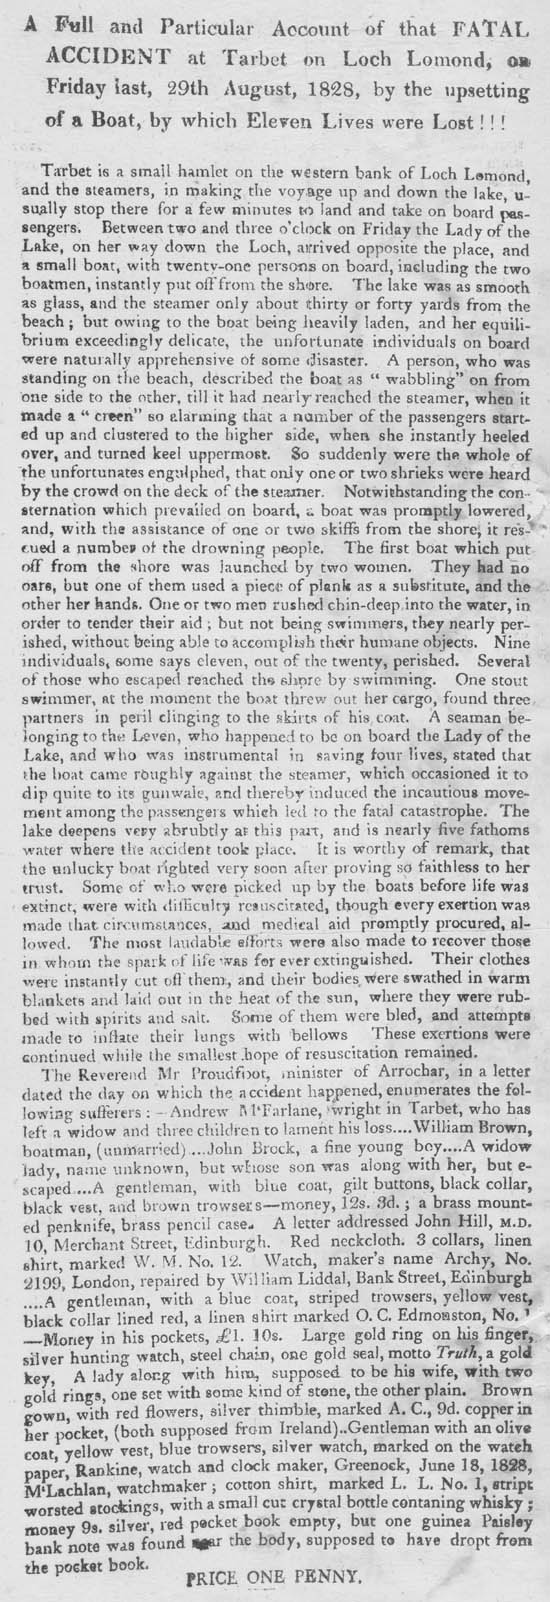 A Full and Particular Account of that FATAL
ACCIDENT at Tarbet on Loch Lomond, on
Friday last, 29th August, 1828, by the upsetting
of a Boat, by which Eleven Lives were Lost!!!
Tarbet is a small hamlet on the western bank of Loch Lomond,
and the steamers, in making the voyage up and down the lake, u-
sually stop there for a few minutes to land and take on board pas-
sengers. Between two and three o'clock on Friday the Lady of the
Lake, on her way down the Loch, arrived opposite the place, and
a small boat, with twenty-one persons on board, including the two
boatmen, instantly put off from the shore. The lake was as smooth
as glass, and the steamer only about thirty or forty yards from the
beach; but owing to the boat being heavily laden, and her equili-
brium exceedingly delicate, the unfortunate individuals on board
were naturally apprehensive of some disaster. A person, who was
standing on the beach, described the boat as "wabbling" on from
one side to the other, till it had nearly reached the steamer, when it
made a "creen" so alarming that a number of the passengers start-
ed up and clustered to the higher side, when she instantly heeled
over, and turned keel uppermost. So suddenly were the whole of
the unfortunates engulphed, that only one or two shrieks were heard
by the crowd on the deck of the steamer. Notwithstanding the con-
sternation which prevailed on board, a boat was promptly lowered,
and, with the assistance of one or two skiffs from the shore, it res-
cued a number of the drowning people. The first boat which put
off from the shore was launched by two women. They had no
oars, but one of them used a piece of plank as a substitute, and the
other her hands. One or two men rushed chin-deep into the water, in
order to tender their aid; but not being swimmers, they nearly per-
ished, without being able to accomplish their humane objects. Nine
individuals, some says eleven, out of the twenty, perished. Several
of those who escaped reached the shore by swimming. One stout
swimmer, at the moment the boat threw out her cargo, found three
partners in peril clinging to the skirts of his coat. A seaman be-
longing to the Leven, who happened to be on board the Lady of the
Lake, and who was instrumental in saving four lives, stated that
the boat came roughly against the steamer, which occasioned it to
dip quite to its gunwale, and thereby induced the incautious move-
ment among the passengers which led to the fatal catastrophe. The
lake deepens very abrubtly at this part, and is nearly five fathoms
water where the accident took place. It is worthy of remark, that
the unlucky boat righted very soon after proving so faithless to her
trust. Some of who were picked up by the boats before life was
extinct, were with difficulty resuscitated, though every exertion was
made that circumstances, and medical aid promptly procured, al-
lowed. The most laudable efforts were also made to recover those
in whom the spark of life was for ever extinguished. Their clothes
were instantly cut off them, and their bodies were swathed in warm
blankets and laid out in the heat of the sun, where they were rub-
bed with spirits and salt. Some of them were bled, and attempts
made to inflate their lungs with bellows These exertions were
continued while the smallest hope of resuscitation remained.
The Reverend Mr Proudfoot, minister of Arrochar, in a letter
dated the day on which the accident happened, enumerates the fol-
lowing sufferers:—Andrew M'Farlane, wright in Tarbet, who has
left a widow and three children to lament his loss....William Brown,
boatman, (unmarried)....John Brock, a fine young boy....A widow
lady, name unknown, but whose son was along with her, but e-
scaped....A gentleman, with blue coat, gilt buttons, black collar,
black vest, and brown trowsers—money, 12s. 3d.; a brass mount-
ed penknife, brass pencil case. A letter addressed John Hill, M.D.
10, Merchant Street, Edinburgh. Red neckcloth. 3 collars, linen
shirt, marked W. M. No. 12. Watch, maker's name Archy, No.
2199, London, repaired by William Liddal, Bank Street, Edinburgh
....A gentleman, with a blue coat, striped trowsers, yellow vest,
black collar lined red, a linen shirt marked O. C. Edmonston, No. 1
—Money in his pockets, £1. 10s. Large gold ring on his finger,
silver hunting watch, steel chain, one gold seal, motto Truth, a gold
key, A lady along with him, supposed to be his wife, with two
gold rings, one set with some kind of stone, the other plain. Brown
gown, with red flowers, silver thimble, marked A. C., 9d. copper in
her pocket, (both supposed from Ireland)..Gentleman with an olive
coat, yellow vest, blue trowsers, silver watch, marked on the watch
paper, Rankine, watch and clock maker, Greenock, June 18, 1828,
M'Lachlan, watchmaker; cotton shirt, marked L. L. No. 1, stript
worsted stockings, with a small cut crystal bottle contaning whisky;
money 9s. silver, red pocket book empty, but one guinea Paisley
bank note was found near the body, supposed to have dropt from
the pocket book.
PRICE ONE PENNY.